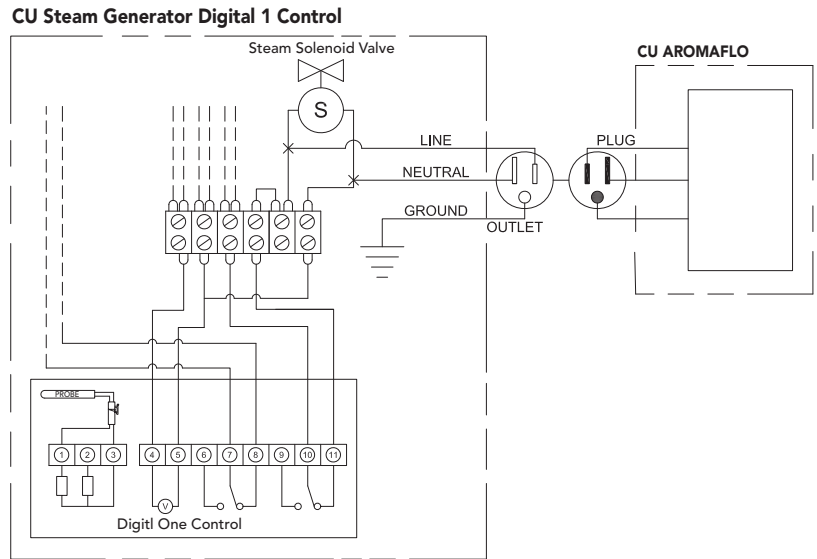 CU Steam Generator Digital 1 Control
Steam Solenoid Valve
CU AROMAFLO
S
LINE
PLUG
NEUTRAL
GROUND
OUTLET
PROBE
1 2 3 4 5 6 7 8 9 10 11
V
Digitl One Control